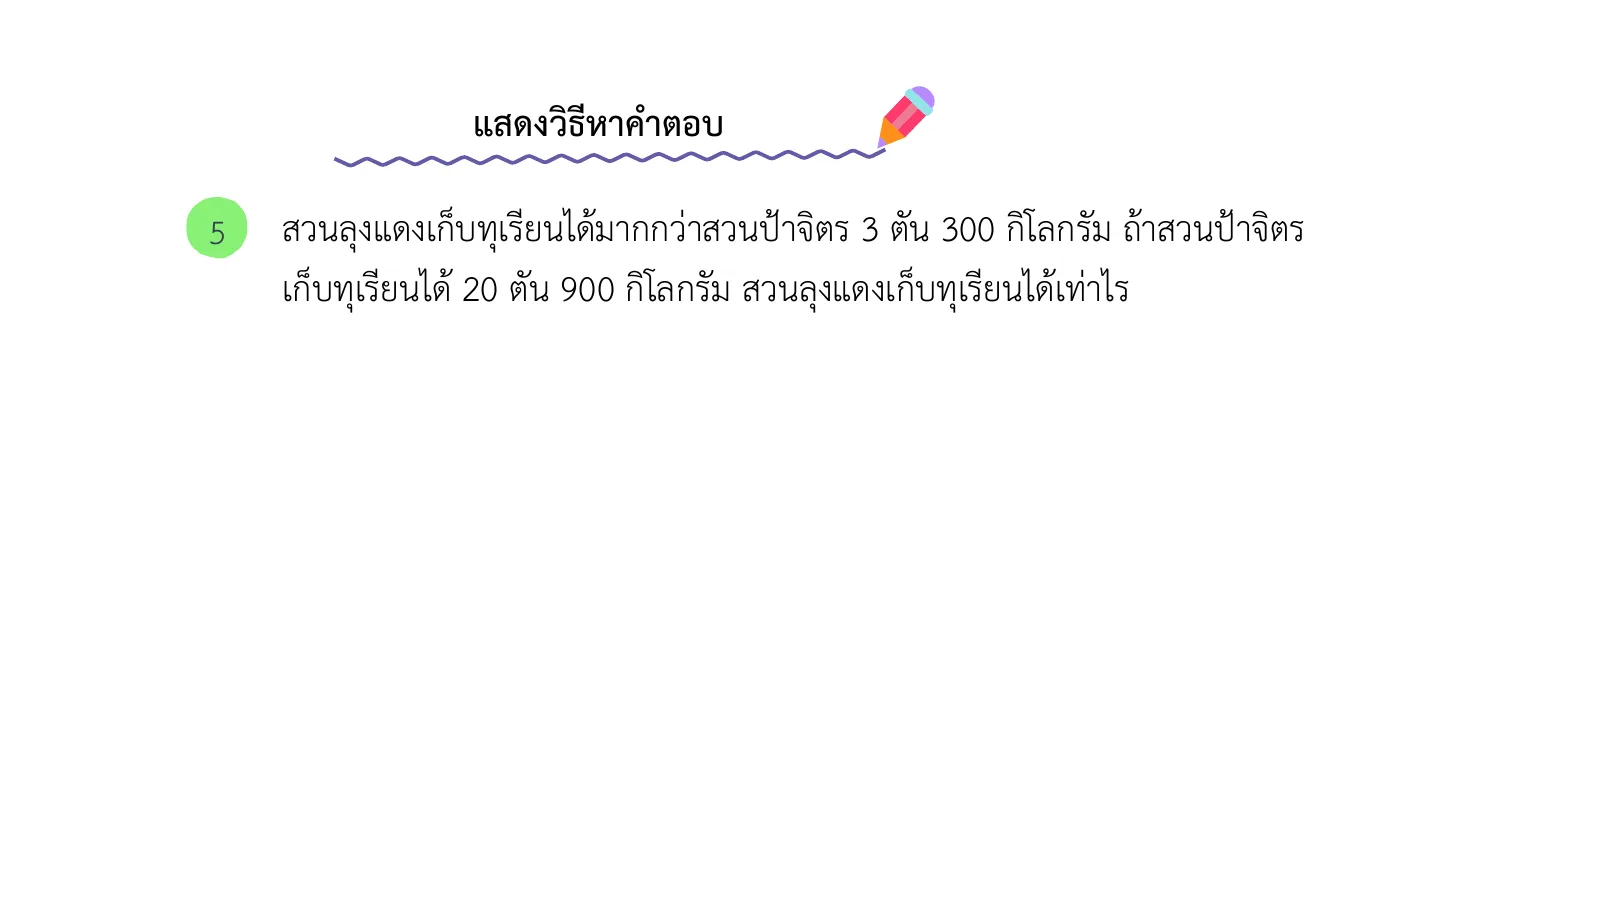 แสดงวิธีหาคำตอบ
5 สวนลุงแดงเก็บทุเรียนได้มากกว่าสวนป้าจิตร 3 ตัน 300 กิโลกรัม ถ้าสวนป้าจิตร
เก็บทุเรียนได้ 20 ตัน 900 กิโลกรัม สวนลุงแดงเก็บทุเรียนได้เท่าไร